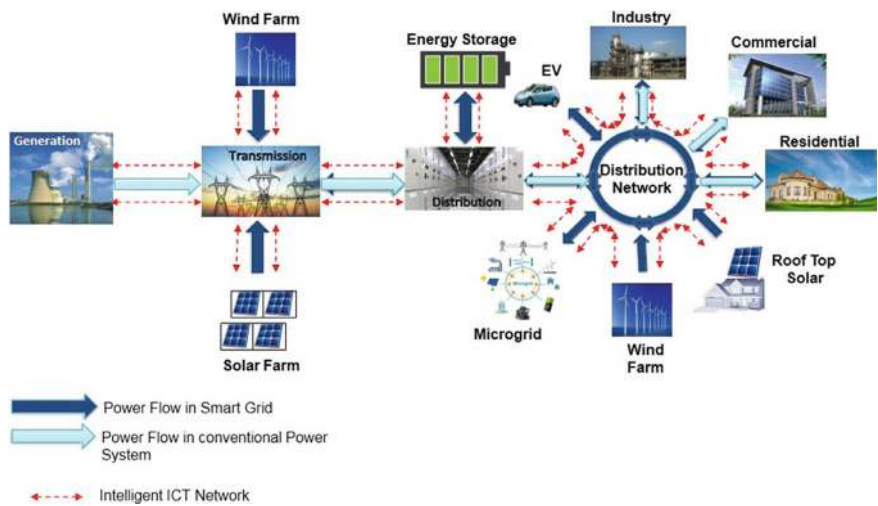 Wind Farm
Industry
Energy Storage
Commercial
EV
Generation
Transmission
Residential
Distribution
Network
Distribution
Roof Top
Solar
Microgrid
Microgrid
Wind
Farm
Solar Farm
Power Flow in Smart Grid
Power Flow in conventional Power
System
Intelligent ICT Network